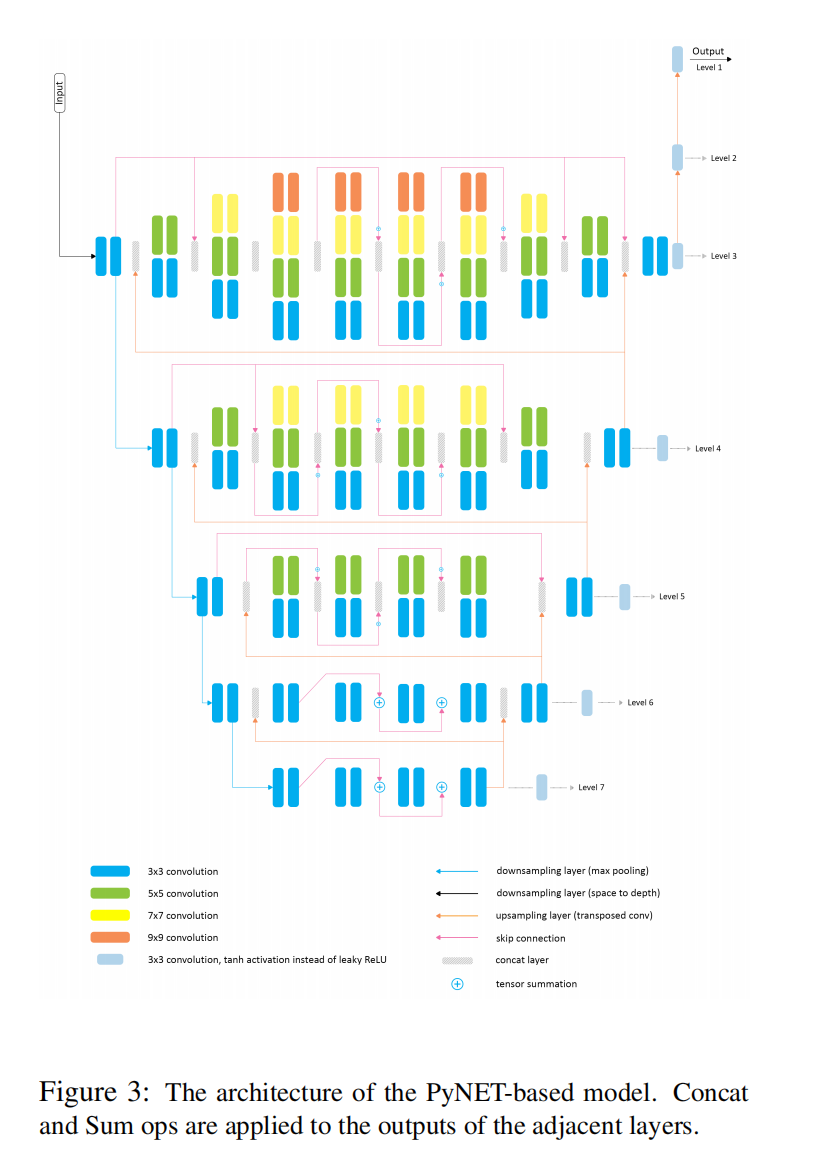 Output
Level 1
Input
Level 2
Level 3
Level 4
Level 5
Level 6
Level 7
3x3 convolution
5x5 convolution
7x7 convolution
9x9 convolution
3x3 convolution, tanh activation instead of leaky ReLU
downsampling layer (max pooling)
downsampling layer (space to depth)
upsampling layer (transposed conv)
skip connection
concat layer
tensor summation
Figure 3: The architecture of the PyNET-based model. Concat
and Sum ops are applied to the outputs of the adjacent layers.